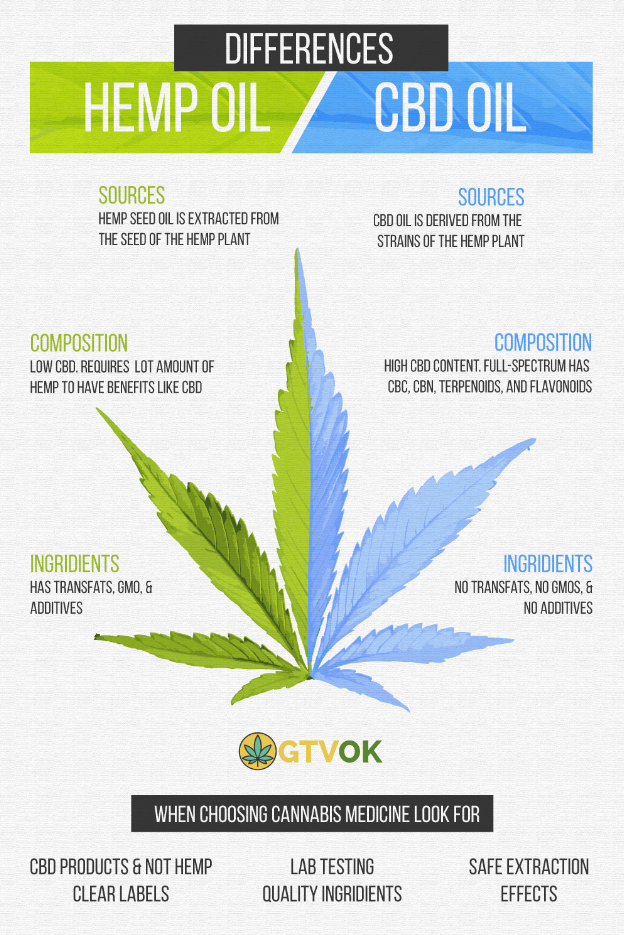 DIFFERENCES
HEMP OIL / CBD OIL
SOURCES
HEMP SEED OIL IS EXTRACTED FROM
THE SEED OF THE HEMP PLANT
SOURCES
CBD OIL IS DERIVED FROM THE
STRAINS OF THE HEMP PLANT
COMPOSITION
LOW CBD. REQUIRES LOT AMOUNT OF
HEMP TO HAVE BENEFITS LIKE CBD
COMPOSITION
HIGH CBD CONTENT. FULL-SPECTRUM HAS
CBC, CBN, TERPENOIDS, AND FLAVONOIDS
INGRIDIENTS
HAS TRANSFATS, GMO, &
ADDITIVES
INGRIDIENTS
NO TRANSFATS, NO GMOS, &
NO ADDITIVES
GTVOK
WHEN CHOOSING CANNABIS MEDICINE LOOK FOR
CBD PRODUCTS & NOT HEMP
CLEAR LABELS
LAB TESTING
QUALITY INGRIDIENTS
SAFE EXTRACTION
EFFECTS